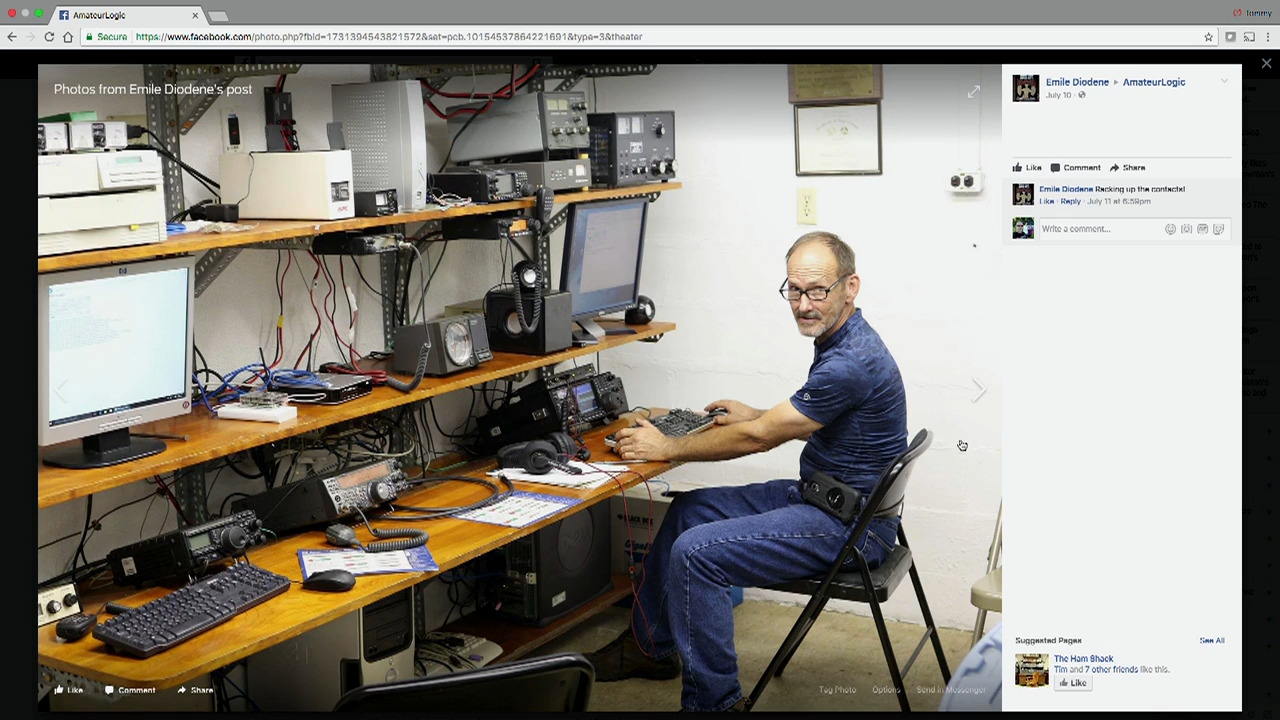 AmateurLogic
Tommy
Secure
https://www.facebook.com/photo.php?fbid=1731394543821572&set=pcb.10154537864221691&type=3&theater
Photos from Emile Diodene's post
Emile Diodene ▸ AmateurLogic
July 10
Like Comment Share
Emile Diodene Racking up the contacts!
Like · Reply · July 11 at 6:59pm
Write a comment...
Suggested Pages See All
The Ham Shack
Tim and 7 other friends like this.
Like
Like Comment Share
Tag Photo Options Send in Messenger